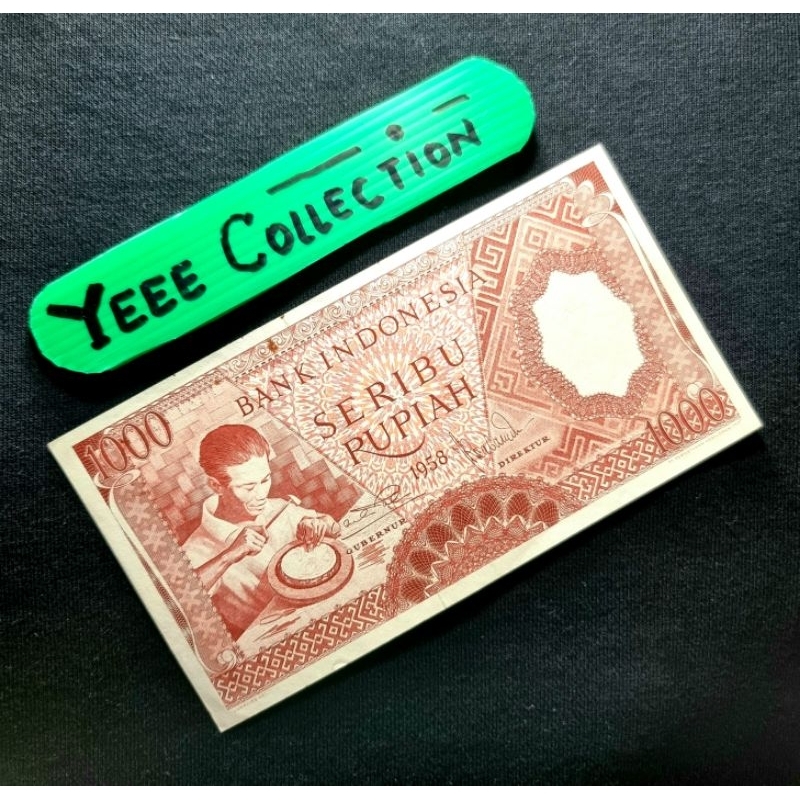 YEEE COLLECTION
1000
BANK INDONESIA
SERIBU
RUPIAH
1958
GUBERNUR
DIREKTUR
1000